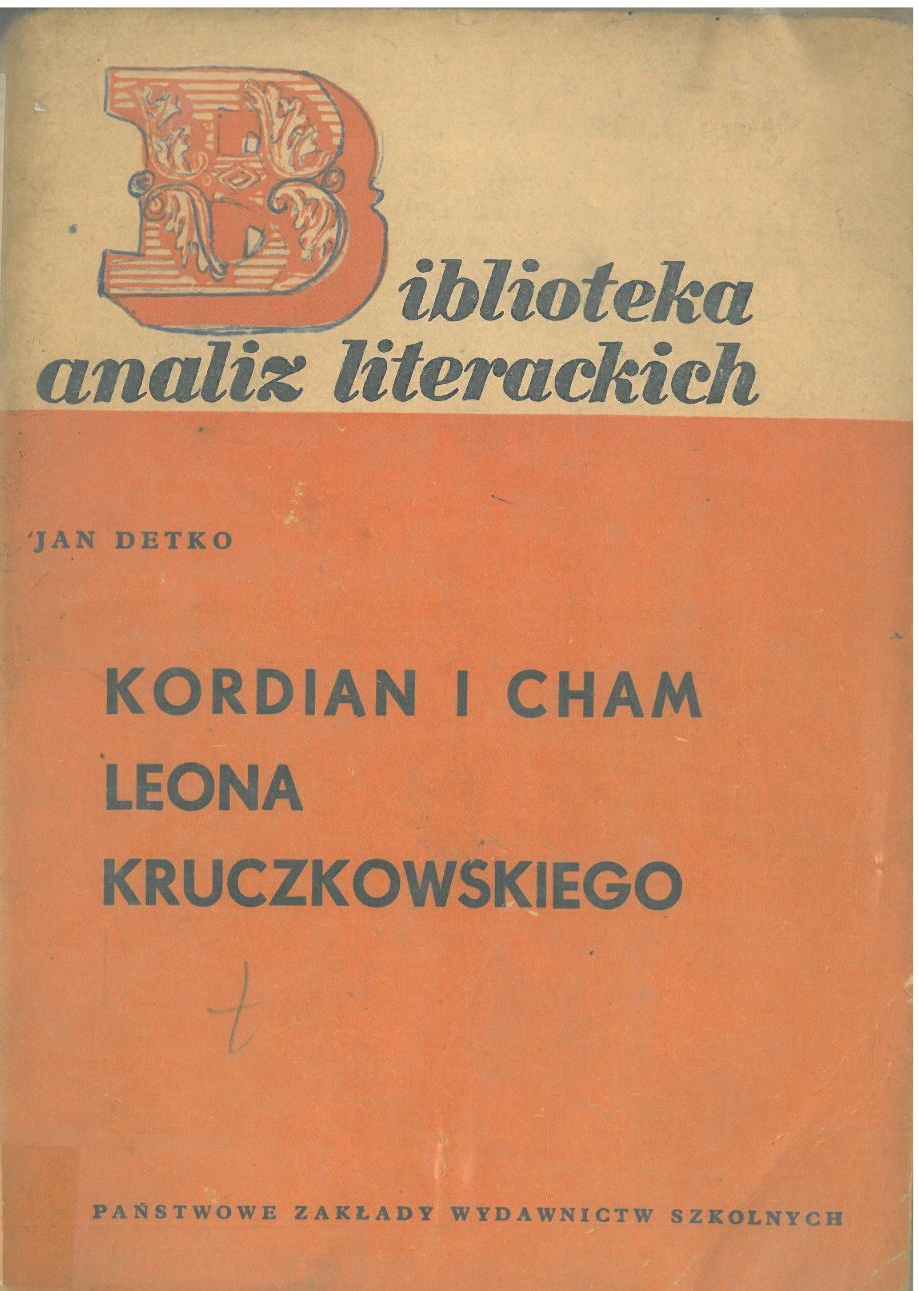 Biblioteka
analiz literackich
JAN DETKO
KORDIAN I CHAM
LEONA
KRUCZKOWSKIEGO
PAŃSTWOWE ZAKŁADY WYDAWNICTW SZKOLNYCH